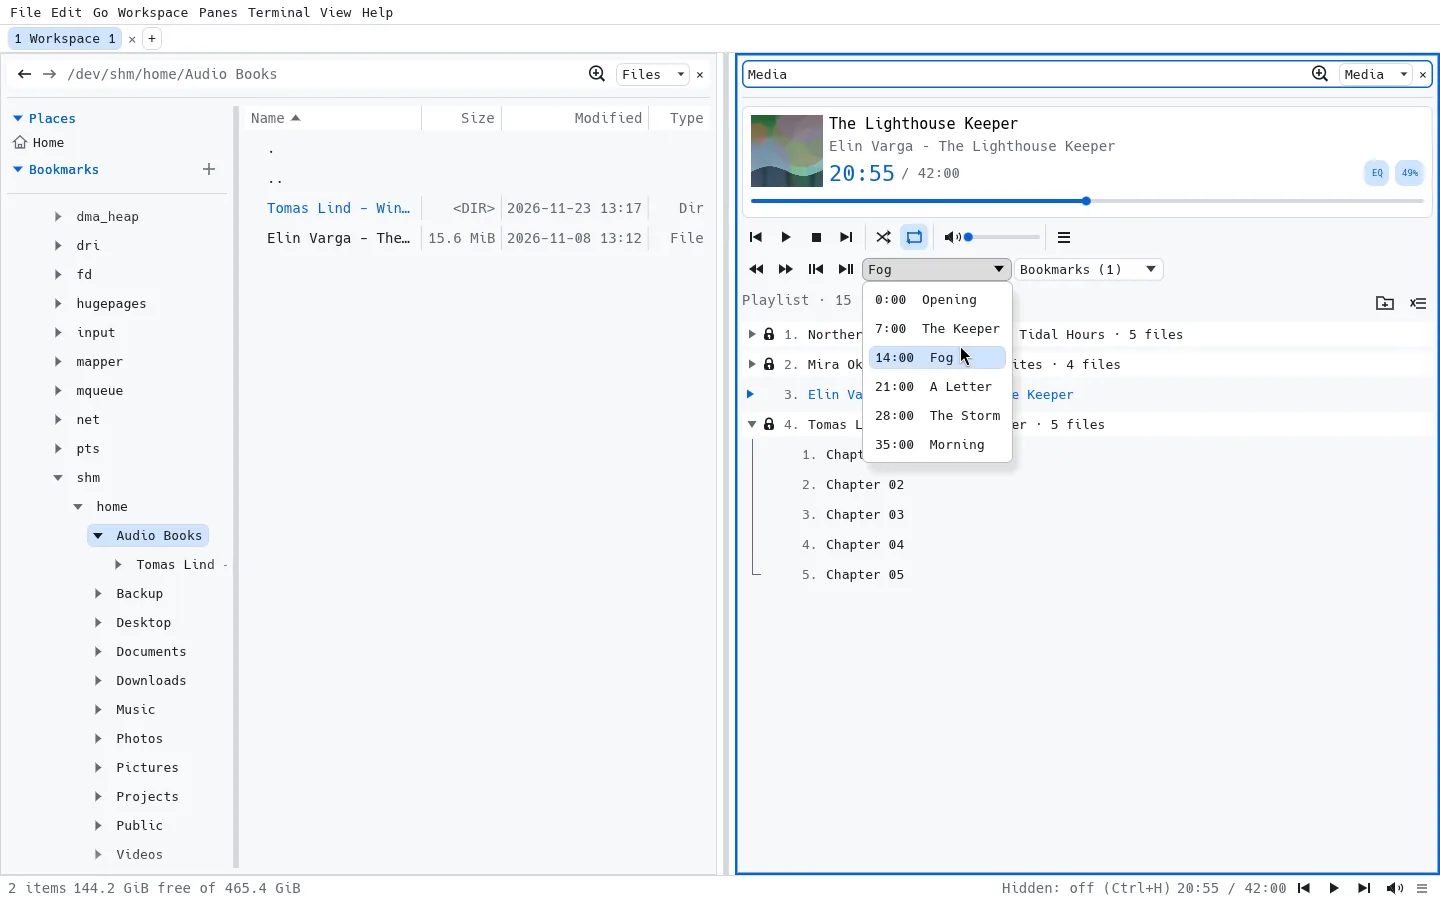 File Edit Go Workspace Panes Terminal View Help
1 Workspace 1 × +
/dev/shm/home/Audio Books Files ×
Places
Home
Bookmarks
dma_heap
dri
fd
hugepages
input
mapper
mqueue
net
pts
shm
home
Audio Books
Tomas Lind -
Backup
Desktop
Documents
Downloads
Music
Photos
Pictures
Projects
Public
Videos
Name Size Modified Type
.
..
Tomas Lind – Win… <DIR> 2026-11-23 13:17 Dir
Elin Varga – The… 15.6 MiB 2026-11-08 13:12 File
Media Media ×
The Lighthouse Keeper
Elin Varga - The Lighthouse Keeper
20:55 / 42:00 EQ 49%
Fog Bookmarks (1)
0:00 Opening
7:00 The Keeper
14:00 Fog
21:00 A Letter
28:00 The Storm
35:00 Morning
Playlist · 15
1. Norther Tidal Hours · 5 files
2. Mira Ok ites · 4 files
3. Elin Va e Keeper
4. Tomas L er · 5 files
1. Chapt
2. Chapter 02
3. Chapter 03
4. Chapter 04
5. Chapter 05
2 items 144.2 GiB free of 465.4 GiB
Hidden: off (Ctrl+H) 20:55 / 42:00